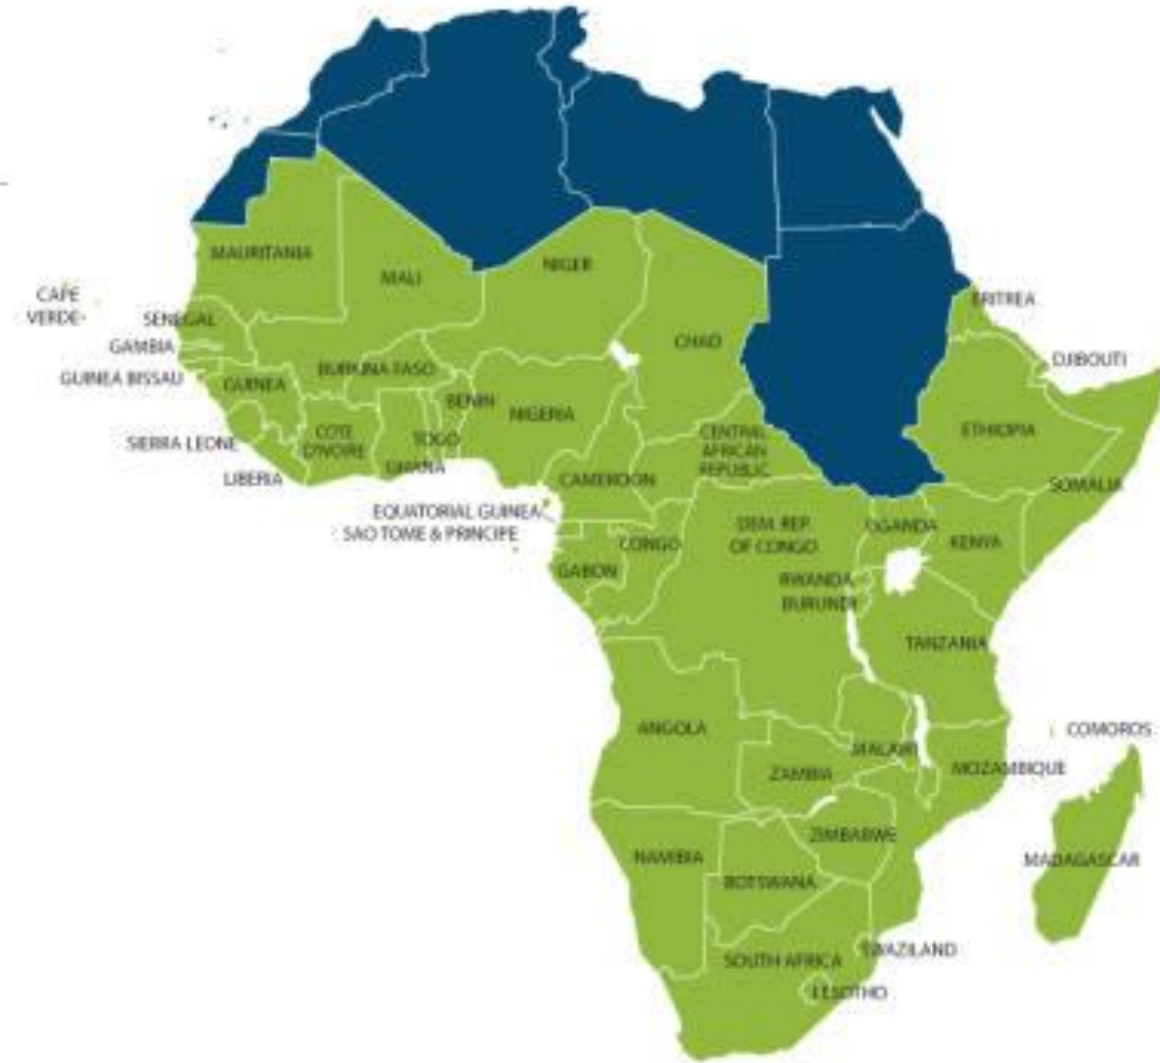 MAURITANIA
MALI
NIGER
CAPE
VERDE
SENEGAL
ERITREA
GAMBIA
CHAD
DJIBOUTI
GUINEA BISSAU
GUINEA
BURKINA FASO
BENIN
NIGERIA
SIERRA LEONE
COTE
D'IVOIRE
TOGO
GHANA
CENTRAL
AFRICAN
REPUBLIC
ETHIOPIA
LIBERIA
CAMEROON
SOMALIA
EQUATORIAL GUINEA
SAO TOME & PRINCIPE
CONGO
DEM. REP.
OF CONGO
UGANDA
KENYA
GABON
RWANDA
BURUNDI
TANZANIA
ANGOLA
COMOROS
MALAWI
ZAMBIA
MOZAMBIQUE
ZIMBABWE
NAMIBIA
BOTSWANA
MADAGASCAR
SOUTH AFRICA
SWAZILAND
LESOTHO